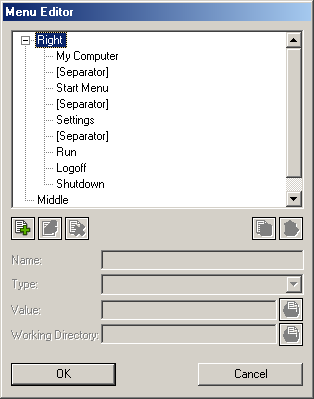 Menu Editor
Right
My Computer
[Separator]
Start Menu
[Separator]
Settings
[Separator]
Run
Logoff
Shutdown
Middle
Name:
Type:
Value:
Working Directory:
OK
Cancel